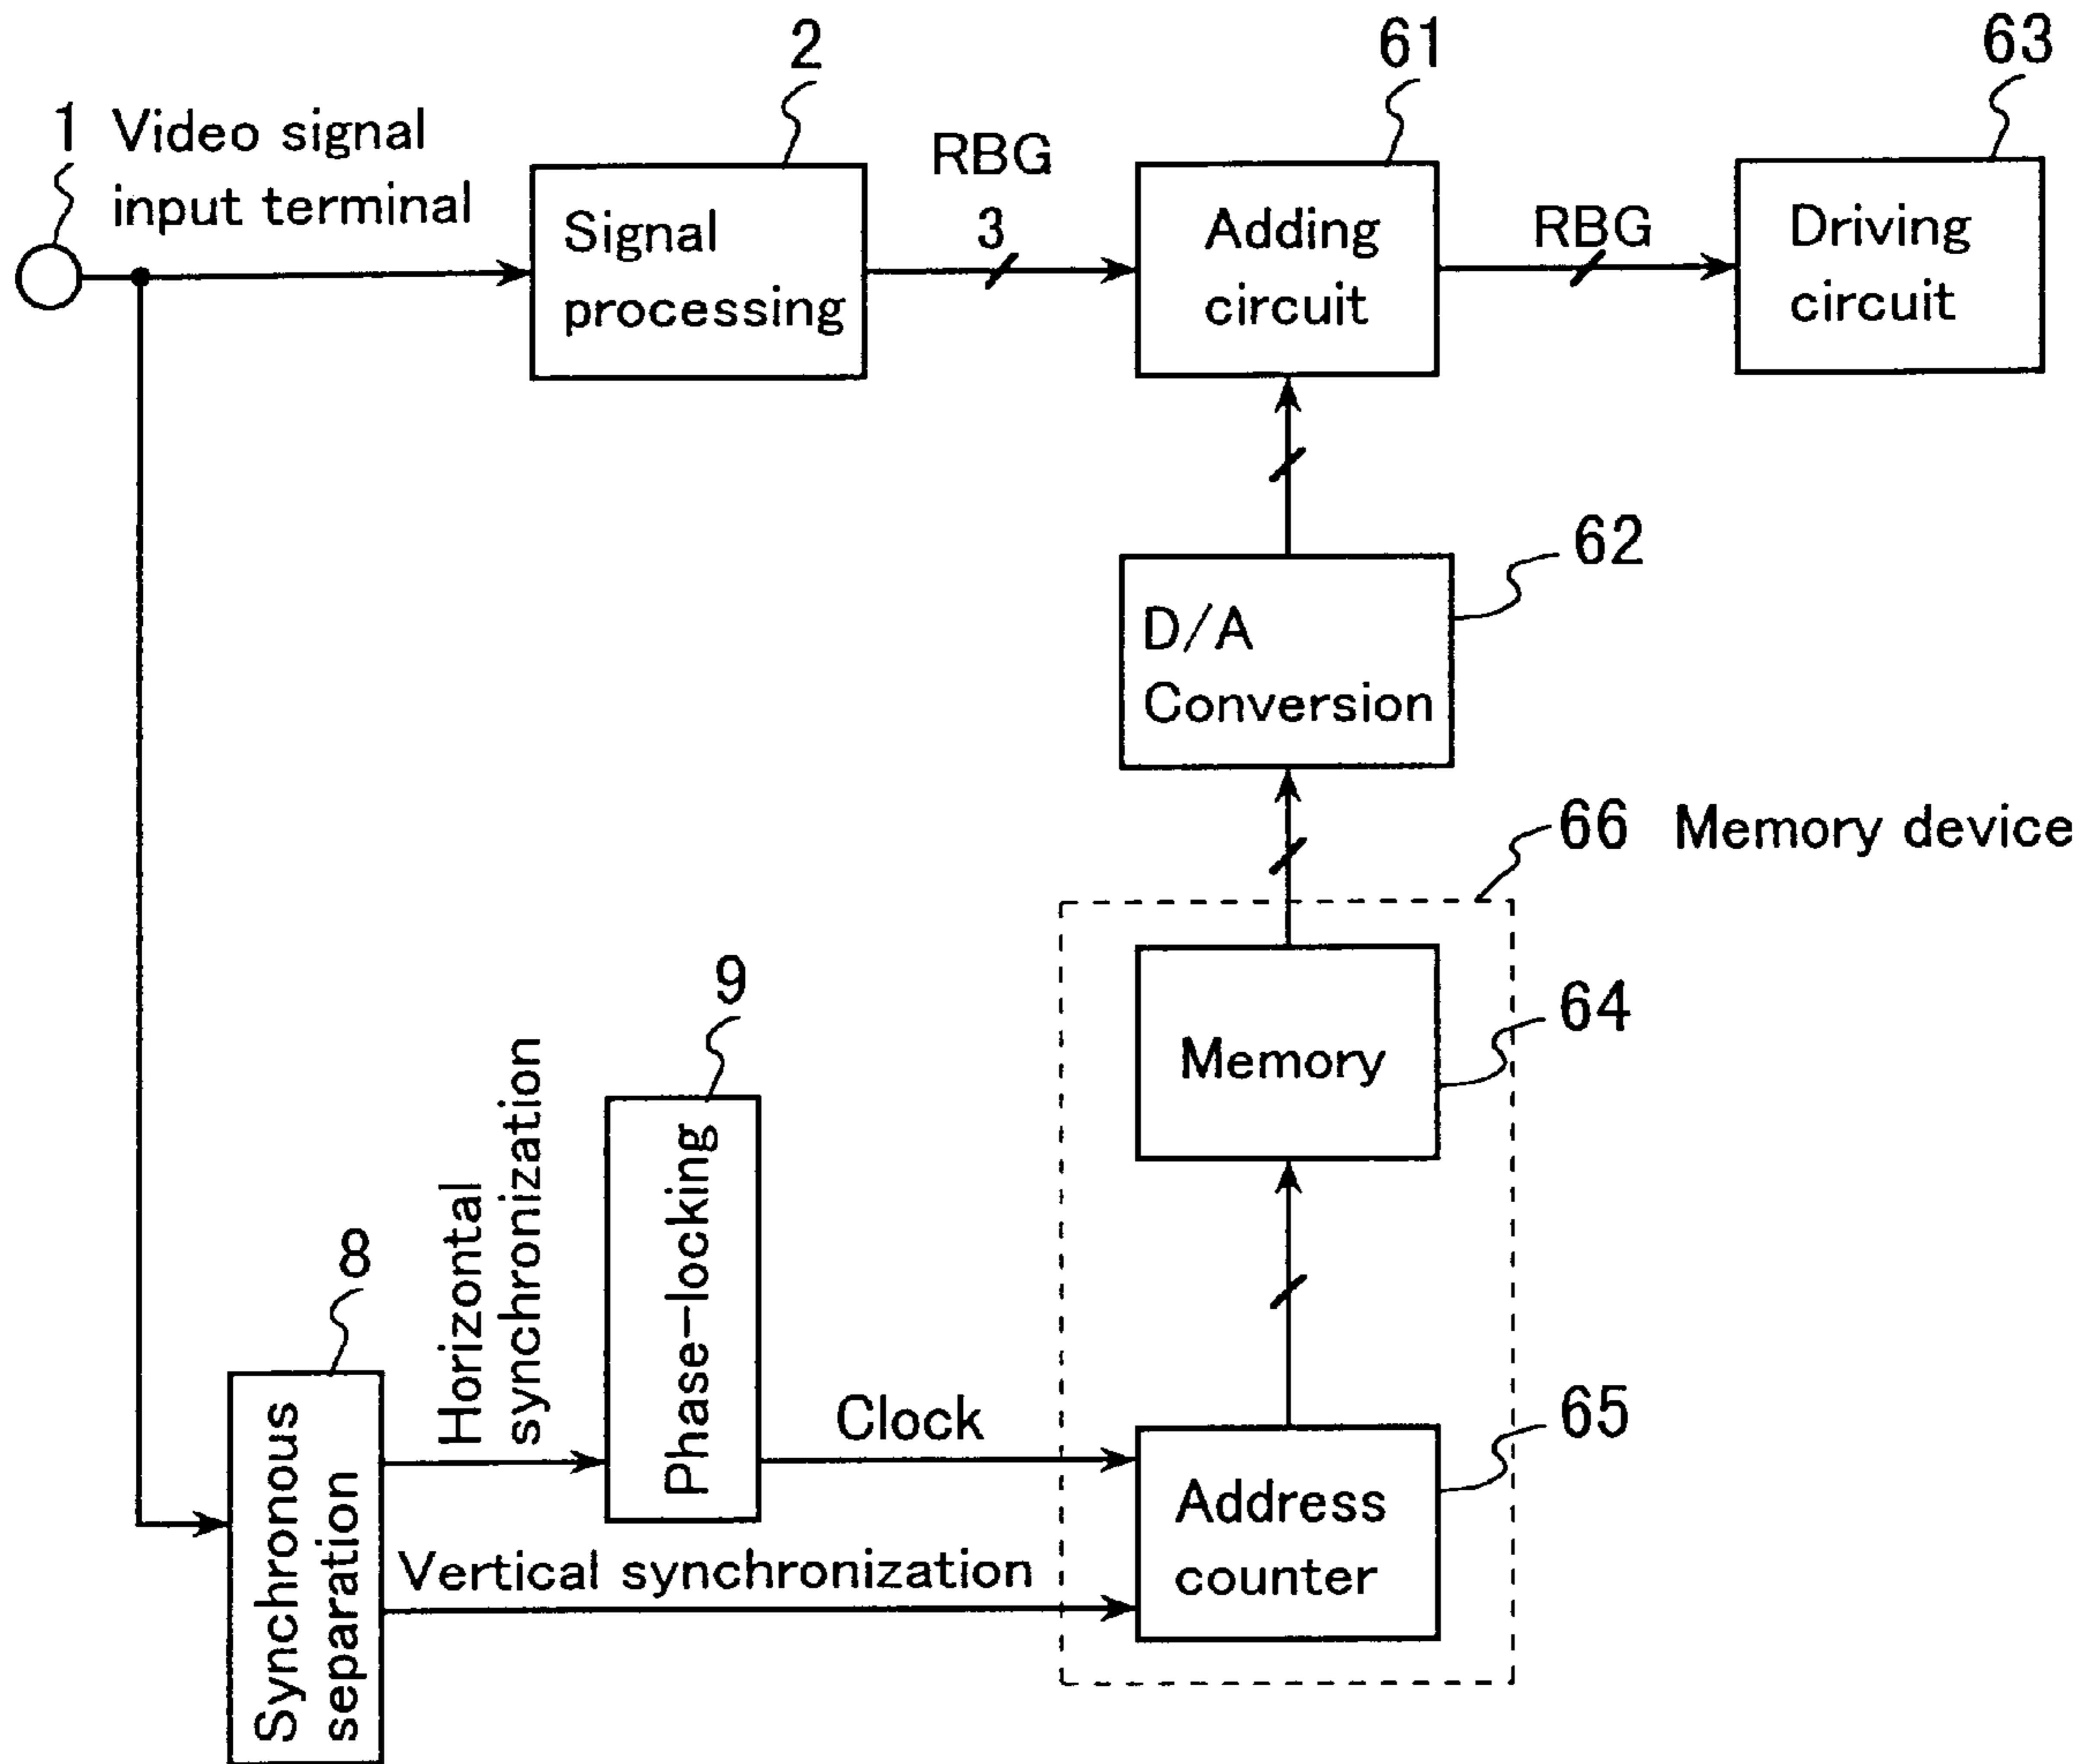 2
61
63
1 Video signal
input terminal
RBG
3
Signal
processing
Adding
circuit
RBG
Driving
circuit
62
D/A
Conversion
66 Memory device
9
64
Memory
Horizontal
synchronization
Phase-locking
8
Clock
65
Address
counter
Synchronous
separation
Vertical synchronization